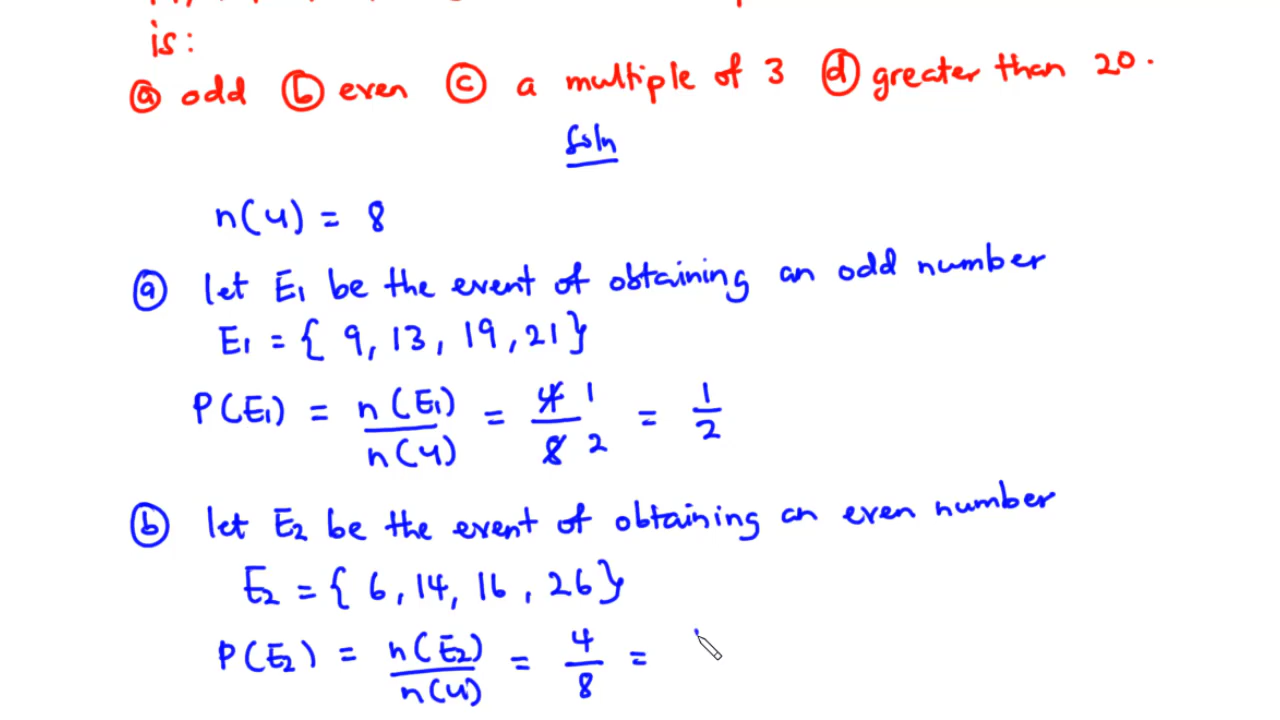 is:
ⓐ odd ⓑ even ⓒ a multiple of 3 ⓓ greater than 20.
Soln
n(U) = 8
ⓐ let E₁ be the event of obtaining an odd number
E₁ = { 9, 13, 19, 21}
P(E₁) = n(E₁)/n(U) = 4/8 1/2 = 1/2
ⓑ let E₂ be the event of obtaining an even number
E₂ = { 6, 14, 16, 26}
P(E₂) = n(E₂)/n(U) = 4/8 =